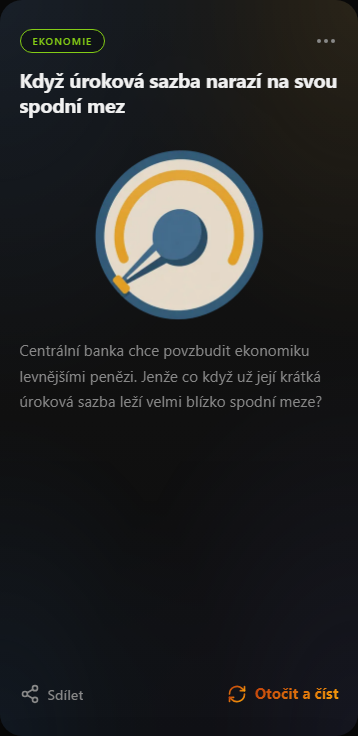 EKONOMIE
Když úroková sazba narazí na svou
spodní mez
Centrální banka chce povzbudit ekonomiku
levnějšími penězi. Jenže co když už její krátká
úroková sazba leží velmi blízko spodní meze?
Sdílet
Otočit a číst